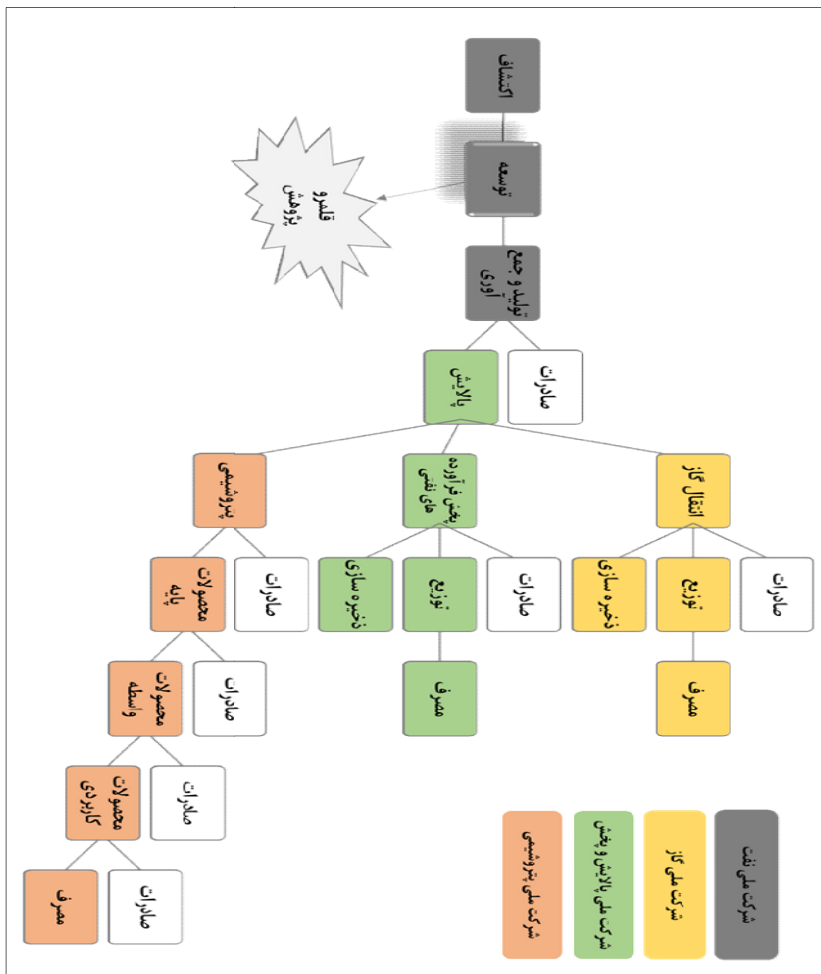 اکتشاف
توسعه
قلمرو
پژوهش
تولید و جمع
آوری
صادرات
پالایش
انتقال گاز
پخش فرآورده
های نفتی
پتروشیمی
صادرات
توزیع
ذخیره سازی
صادرات
توزیع
ذخیره سازی
صادرات
محصولات
پایه
مصرف
مصرف
صادرات
محصولات
واسطه
صادرات
محصولات
کاربردی
صادرات
مصرف
شرکت ملی نفت
شرکت ملی گاز
شرکت ملی پالایش و پخش
شرکت ملی پتروشیمی